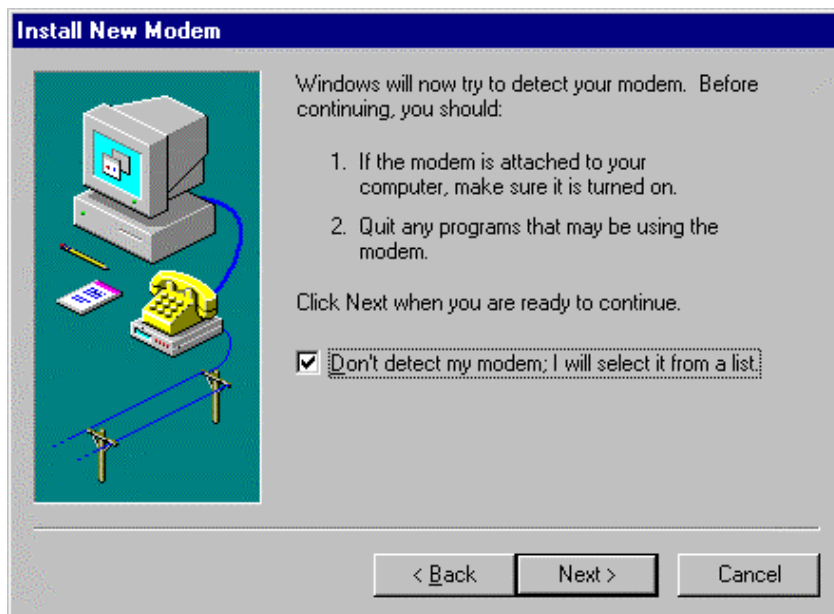 Install New Modem
Windows will now try to detect your modem. Before
continuing, you should:
1. If the modem is attached to your
computer, make sure it is turned on.
2. Quit any programs that may be using the
modem.
Click Next when you are ready to continue.
Don't detect my modem; I will select it from a list.
< Back
Next >
Cancel